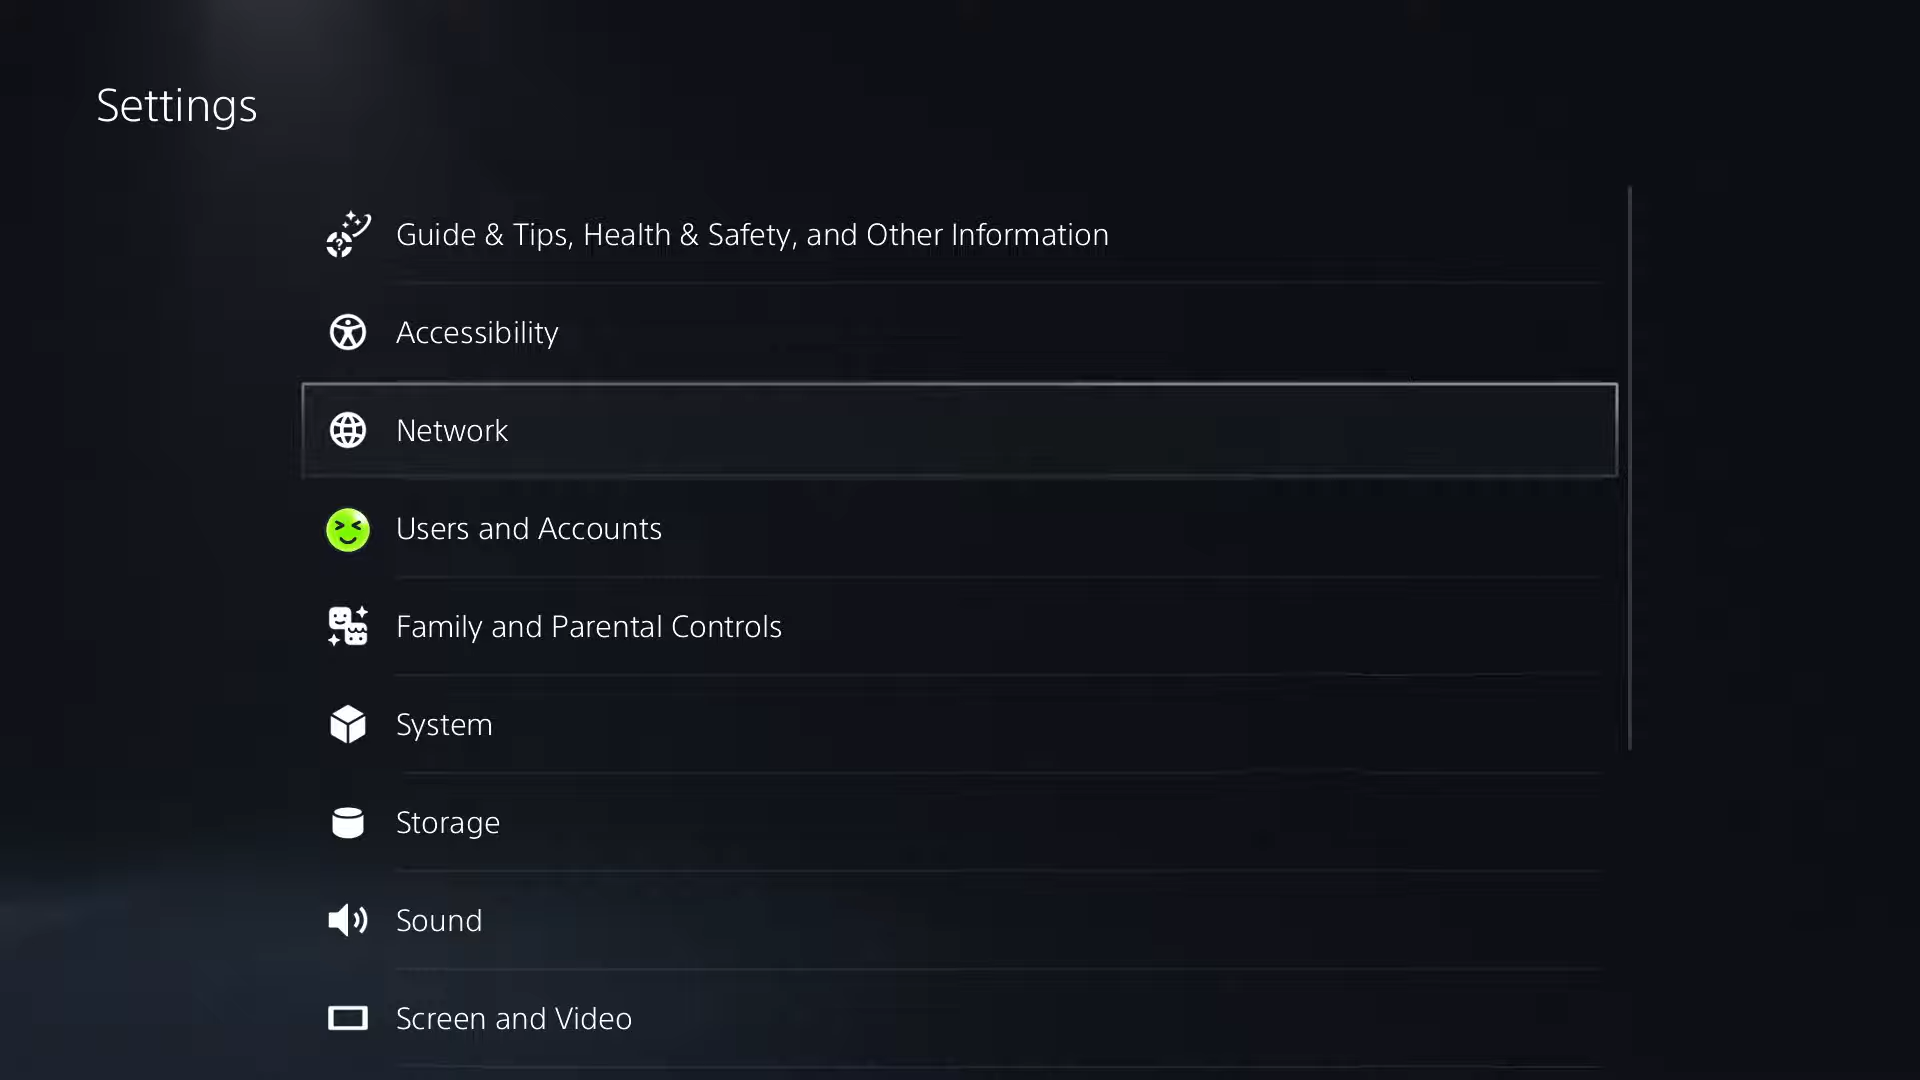 Settings
Guide & Tips, Health & Safety, and Other Information
Accessibility
Network
Users and Accounts
Family and Parental Controls
System
Storage
Sound
Screen and Video